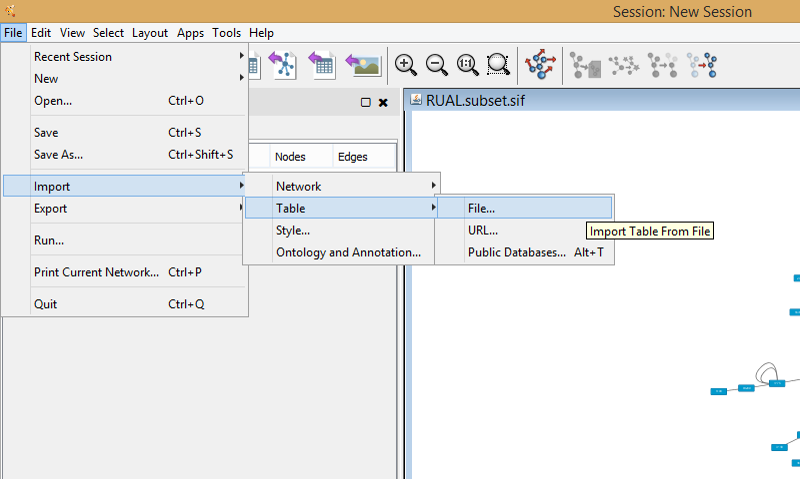 Session: New Session
File Edit View Select Layout Apps Tools Help
Recent Session
New
Open... Ctrl+O
Save Ctrl+S
Save As... Ctrl+Shift+S
Import
Export
Run...
Print Current Network... Ctrl+P
Quit Ctrl+Q
1:1
RUAL.subset.sif
Nodes Edges
Network
Table
Style...
Ontology and Annotation...
File...
URL...
Public Databases... Alt+T
Import Table From File